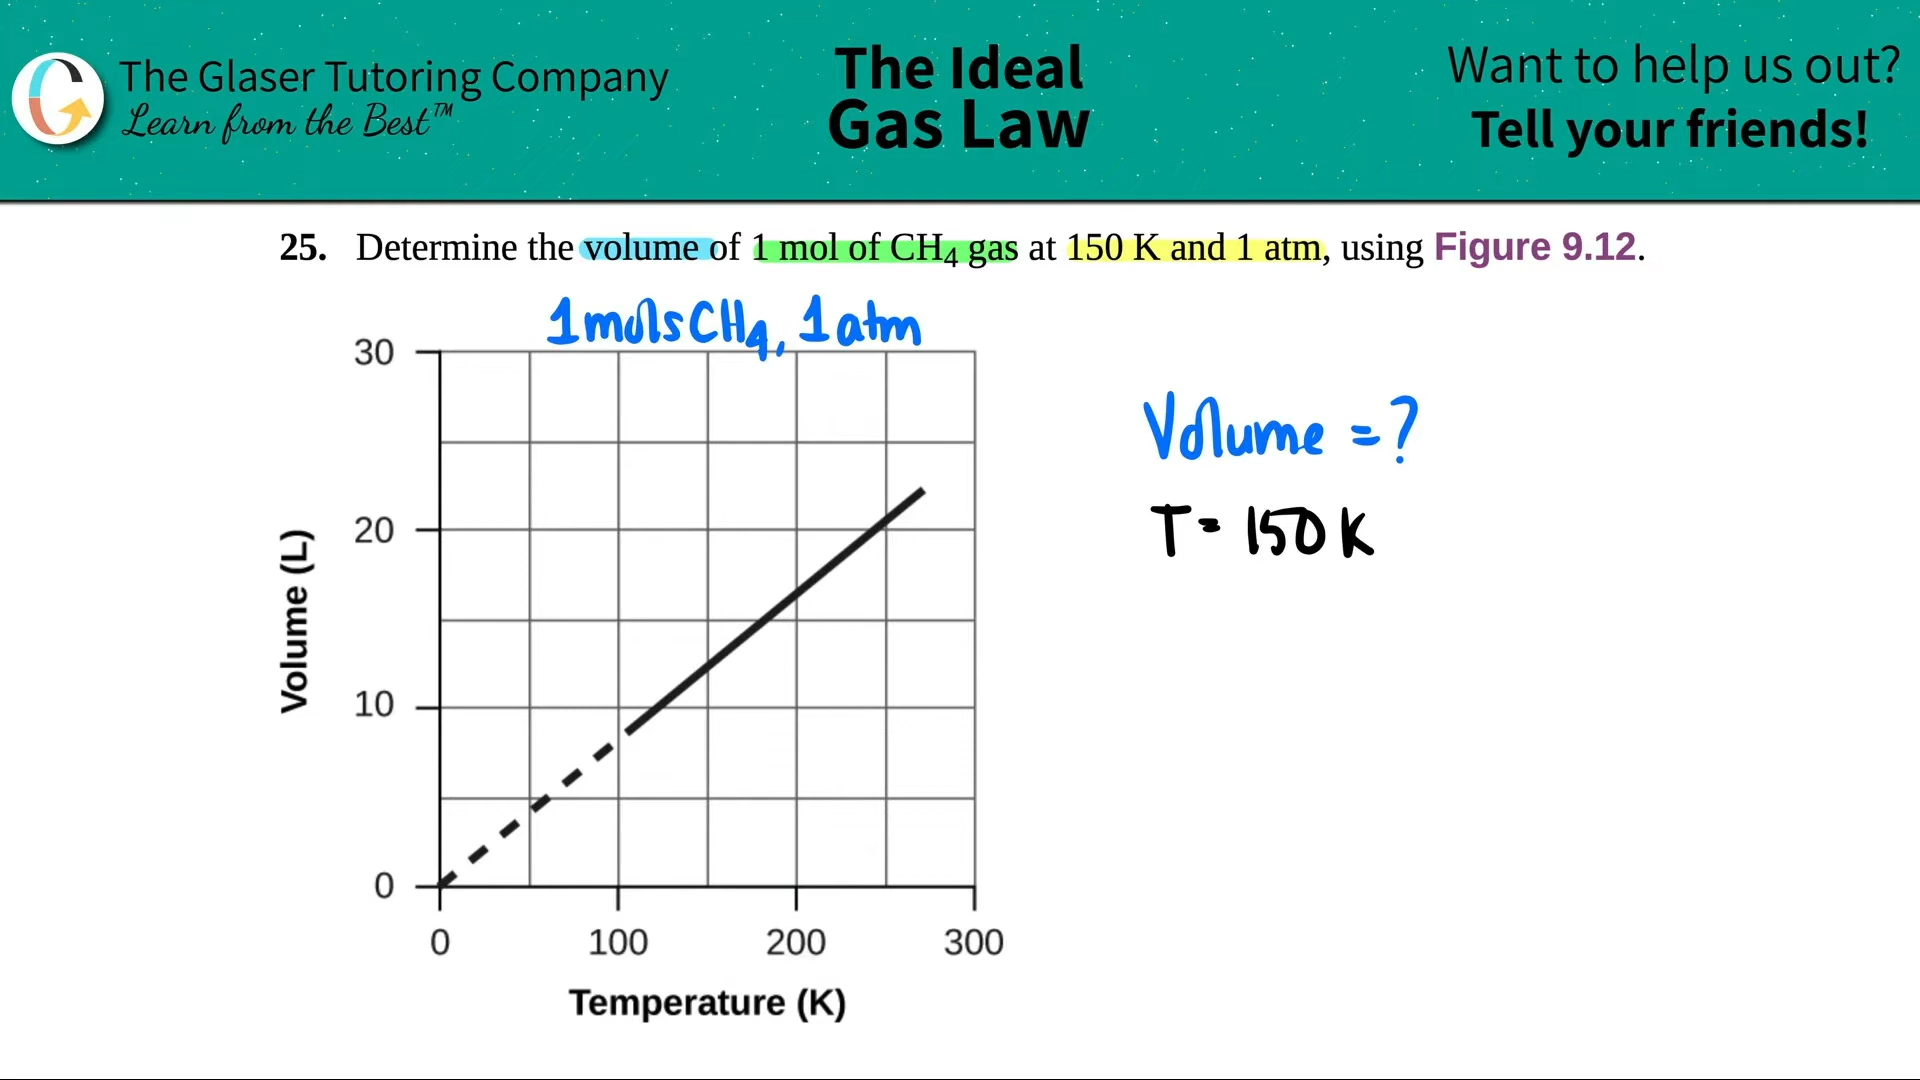 The Glaser Tutoring Company
Learn from the Best™
The Ideal
Gas Law
Want to help us out?
Tell your friends!
25. Determine the volume of 1 mol of CH₄ gas at 150 K and 1 atm, using Figure 9.12.
1 mols CH₄, 1 atm
30
20
10
0
Volume (L)
0 100 200 300
Temperature (K)
Volume = ?
T = 150 K